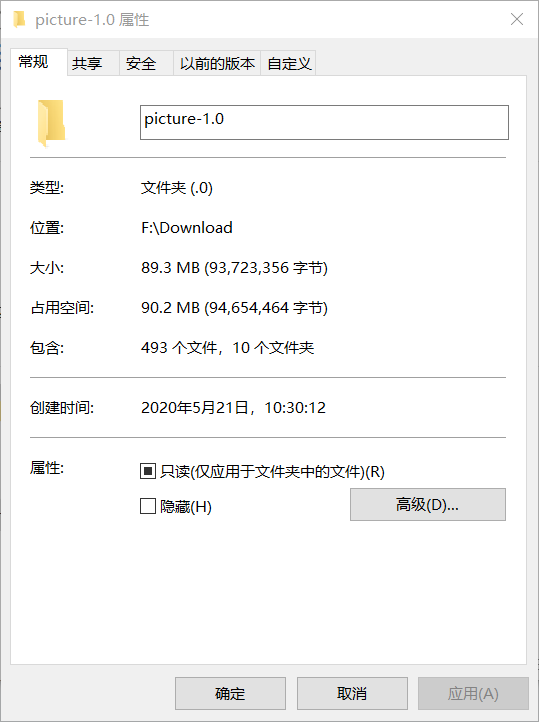 picture-1.0 属性
常规 共享 安全 以前的版本 自定义
picture-1.0
类型: 文件夹 (.0)
位置: F:\Download
大小: 89.3 MB (93,723,356 字节)
占用空间: 90.2 MB (94,654,464 字节)
包含: 493 个文件，10 个文件夹
创建时间: 2020年5月21日，10:30:12
属性: 只读(仅应用于文件夹中的文件)(R)
隐藏(H) 高级(D)...
确定 取消 应用(A)